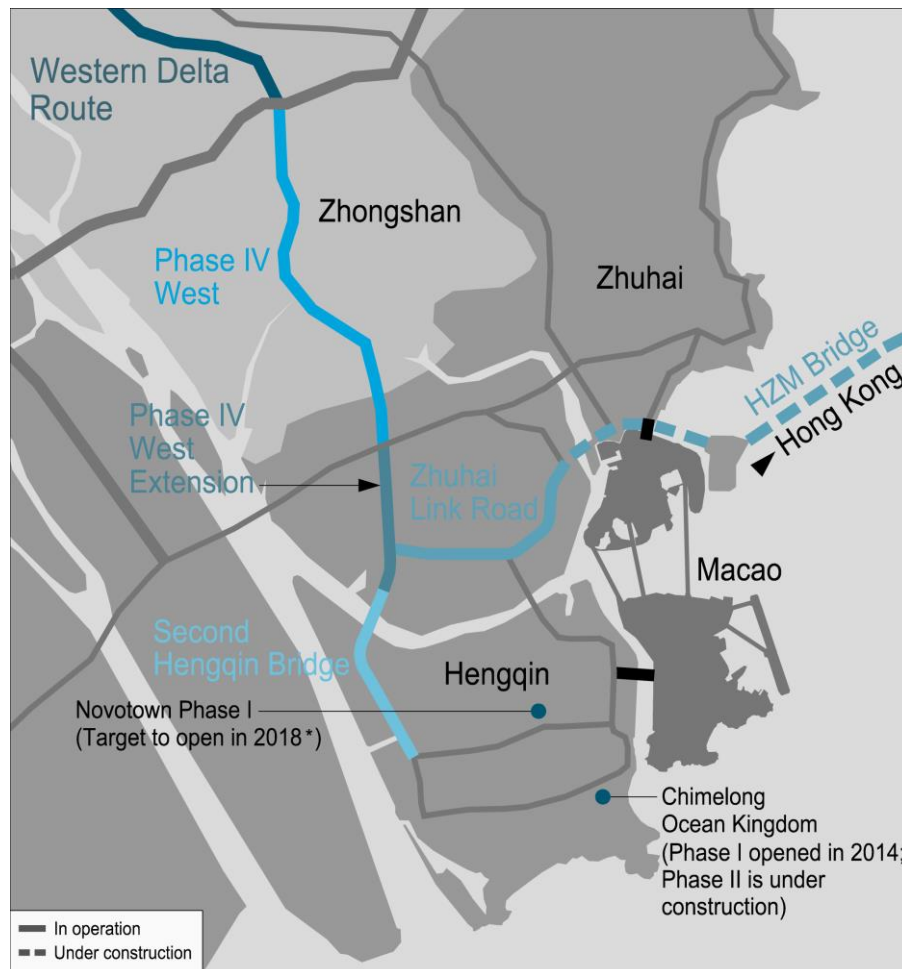 Western Delta
Route
Zhongshan
Phase IV
West
Zhuhai
HZM Bridge
Hong Kong
Phase IV
West
Extension
Zhuhai
Link Road
Macao
Second
Hengqin Bridge
Hengqin
Novotown Phase I
(Target to open in 2018*)
Chimelong
Ocean Kingdom
(Phase I opened in 2014;
Phase II is under
construction)
In operation
Under construction